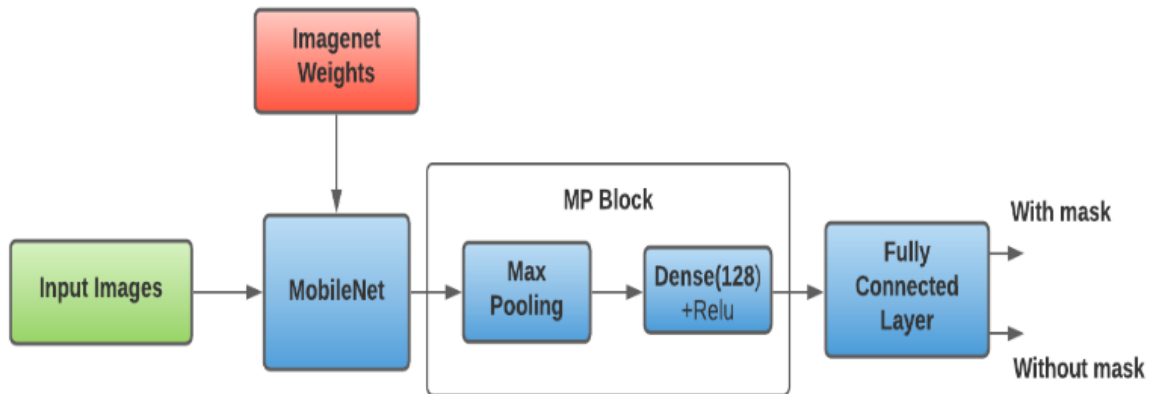 Imagenet
Weights
MP Block
With mask
Input Images
MobileNet
Max
Pooling
Dense(128)
+Relu
Fully
Connected
Layer
Without mask